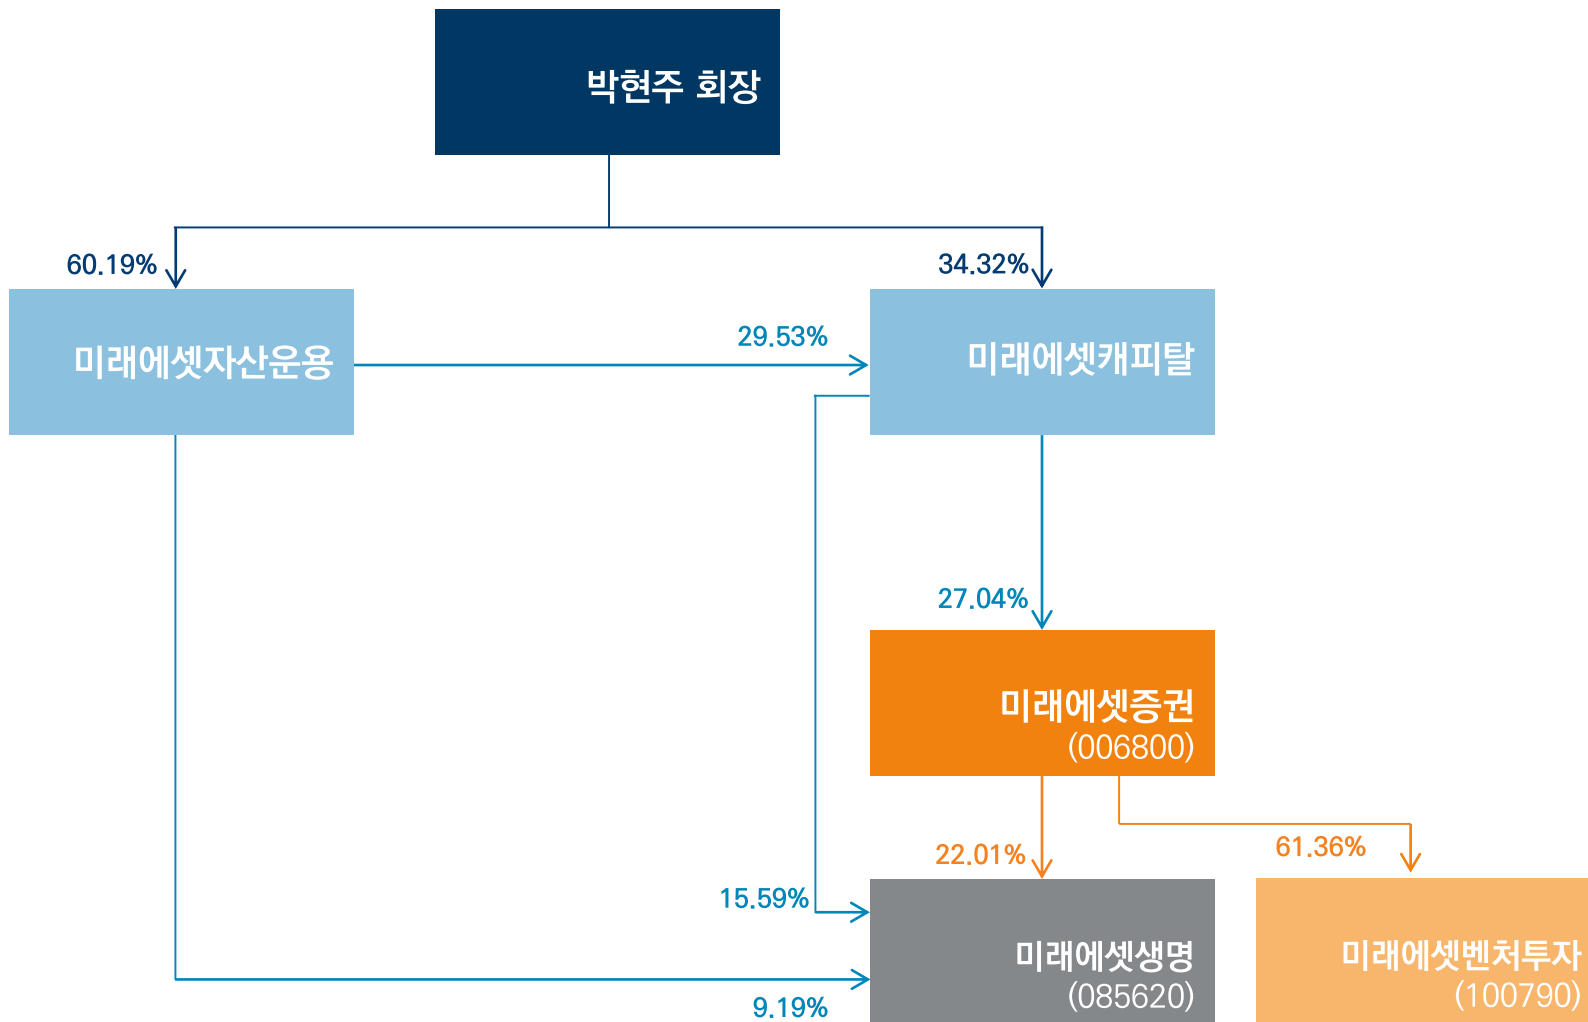 박현주 회장
60.19%
34.32%
미래에셋자산운용
29.53%
미래에셋캐피탈
27.04%
미래에셋증권
(006800)
22.01%
61.36%
15.59%
미래에셋생명
(085620)
미래에셋벤처투자
(100790)
9.19%